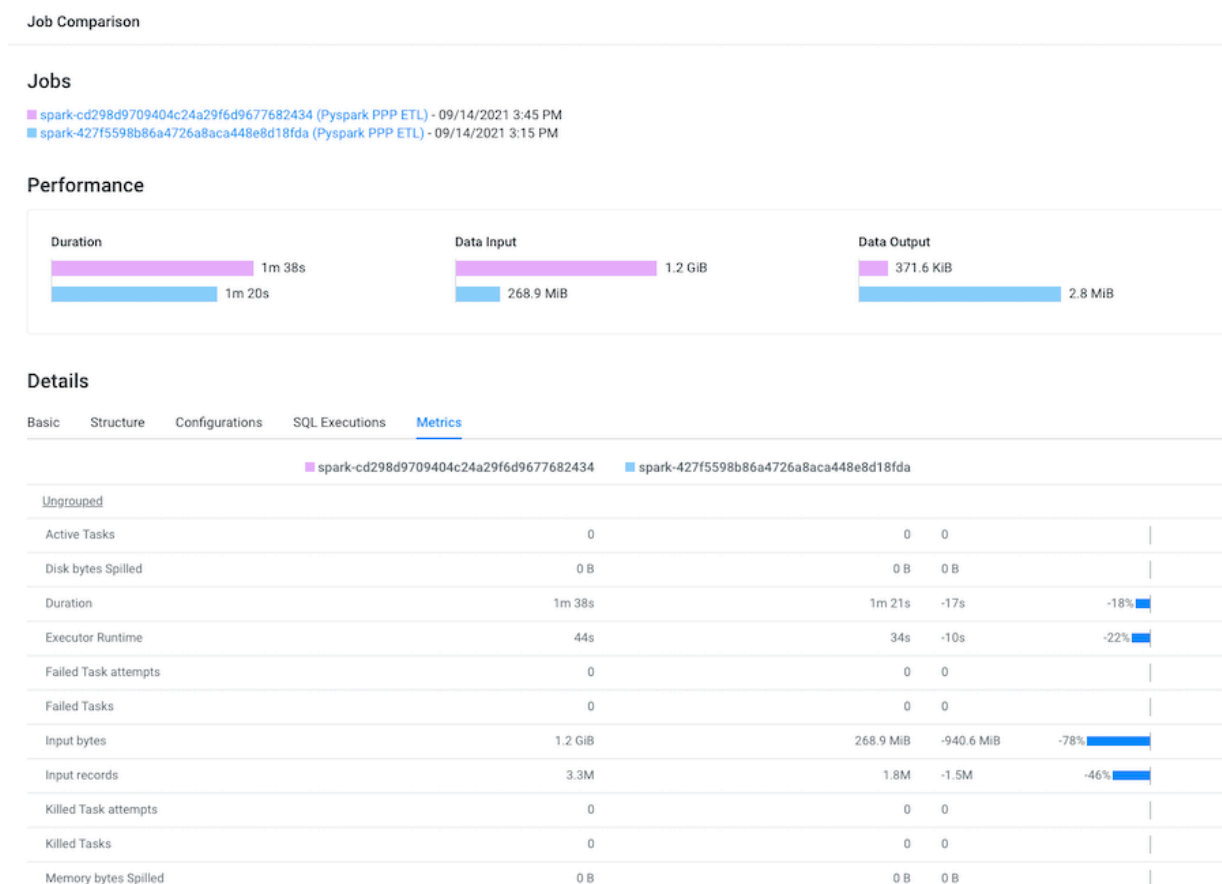 Job Comparison
Jobs
spark-cd298d9709404c24a29f6d9677682434 (Pyspark PPP ETL) - 09/14/2021 3:45 PM
spark-427f5598b86a4726a8aca448e8d18fda (Pyspark PPP ETL) - 09/14/2021 3:15 PM
Performance
Duration Data Input Data Output
1m 38s 1.2 GiB 371.6 KiB
1m 20s 268.9 MiB 2.8 MiB
Details
Basic Structure Configurations SQL Executions Metrics
spark-cd298d9709404c24a29f6d9677682434 spark-427f5598b86a4726a8aca448e8d18fda
Ungrouped
Active Tasks 0 0 0
Disk bytes Spilled 0 B 0 B 0 B
Duration 1m 38s 1m 21s -17s -18%
Executor Runtime 44s 34s -10s -22%
Failed Task attempts 0 0 0
Failed Tasks 0 0 0
Input bytes 1.2 GiB 268.9 MiB -940.6 MiB -78%
Input records 3.3M 1.8M -1.5M -46%
Killed Task attempts 0 0 0
Killed Tasks 0 0 0
Memory bytes Spilled 0 B 0 B 0 B